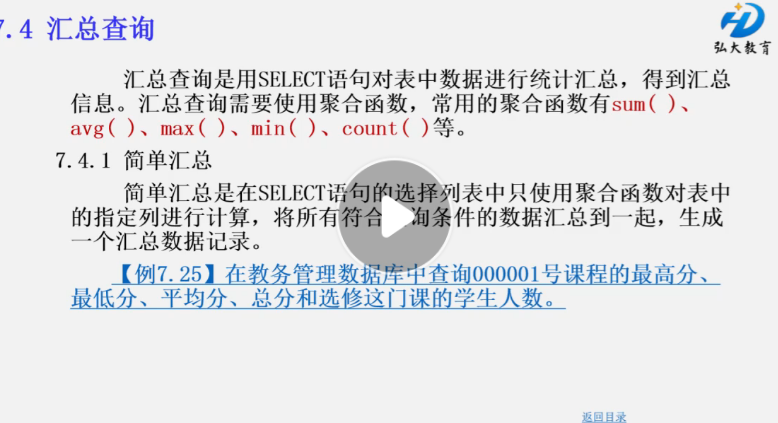 7.4 汇总查询
弘大教育
汇总查询是用SELECT语句对表中数据进行统计汇总，得到汇总
信息。汇总查询需要使用聚合函数，常用的聚合函数有sum( )、
avg( )、max( )、min( )、count( )等。
7.4.1 简单汇总
简单汇总是在SELECT语句的选择列表中只使用聚合函数对表中
的指定列进行计算，将所有符合 询条件的数据汇总到一起，生成
一个汇总数据记录。
【例7.25】在教务管理数据库中查询000001号课程的最高分、
最低分、平均分、总分和选修这门课的学生人数。
返回目录